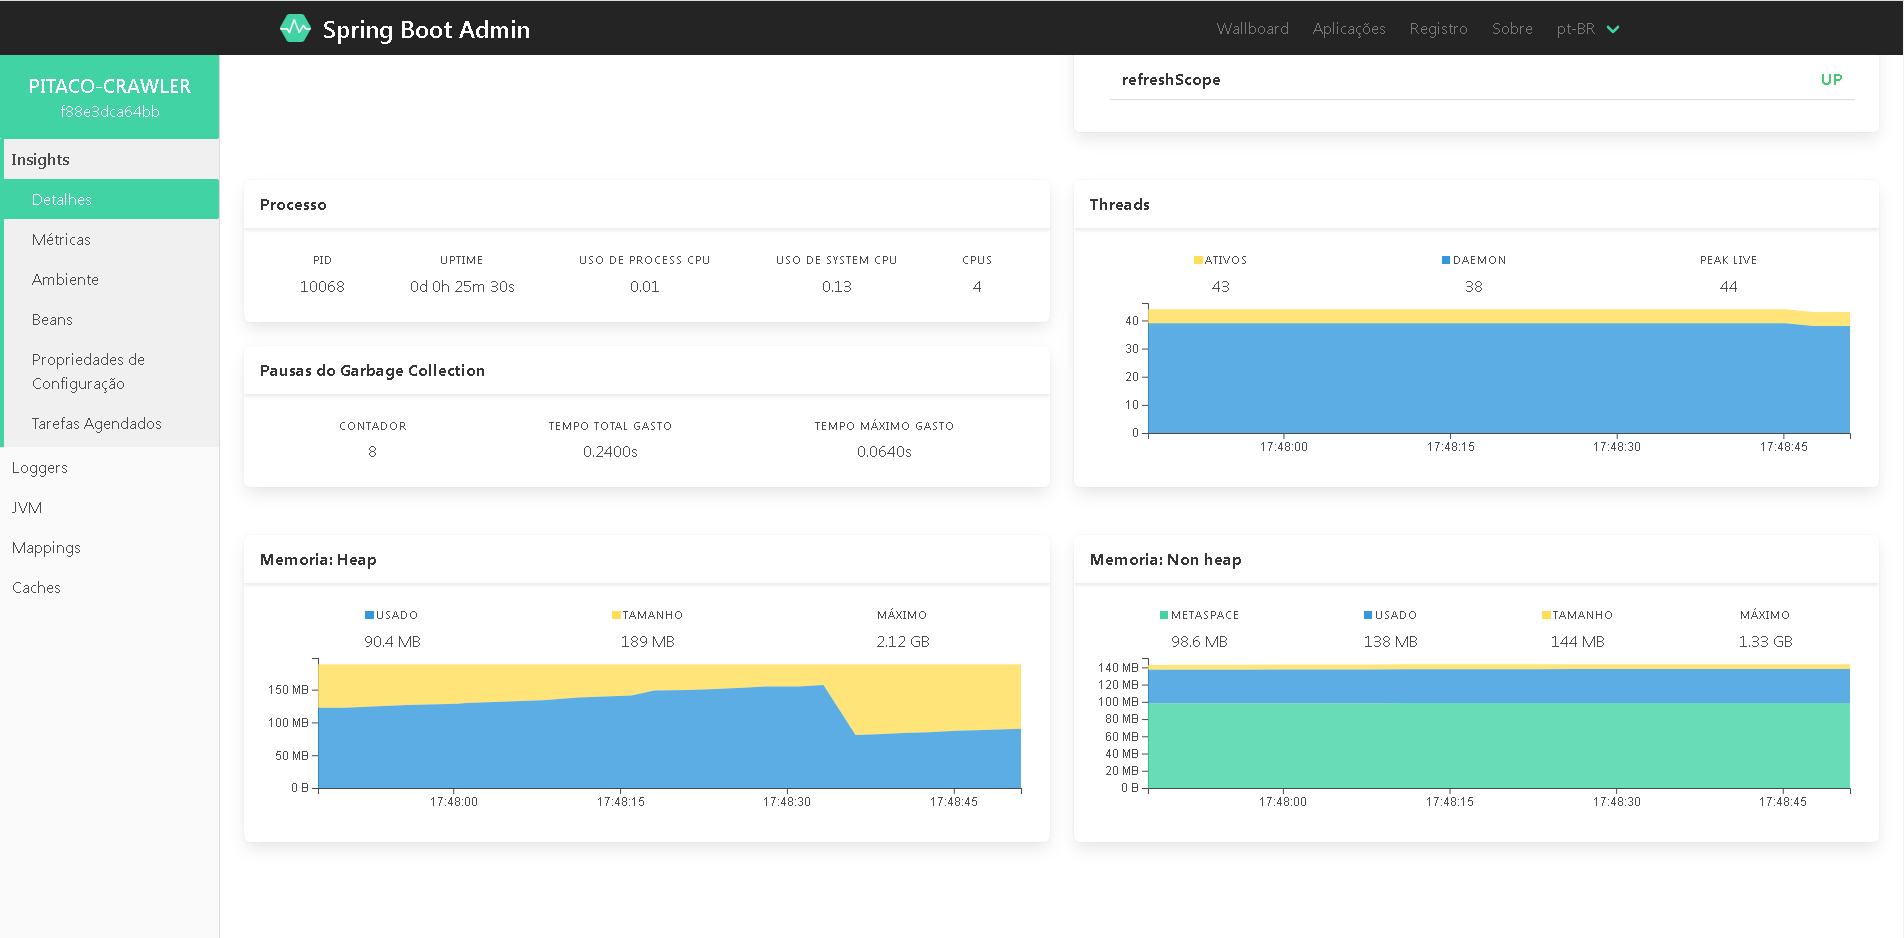 Spring Boot Admin
Wallboard Aplicações Registro Sobre pt-BR
PITACO-CRAWLER
f88e3dca64bb
Insights
Detalhes
Métricas
Ambiente
Beans
Propriedades de
Configuração
Tarefas Agendados
Loggers
JVM
Mappings
Caches
refreshScope UP
Processo
PID UPTIME USO DE PROCESS CPU USO DE SYSTEM CPU CPUS
10068 0d 0h 25m 30s 0.01 0.13 4
Threads
ATIVOS DAEMON PEAK LIVE
43 38 44
40
30
20
10
0
17:48:00 17:48:15 17:48:30 17:48:45
Pausas do Garbage Collection
CONTADOR TEMPO TOTAL GASTO TEMPO MÁXIMO GASTO
8 0.2400s 0.0640s
Memoria: Heap
USADO TAMANHO MÁXIMO
90.4 MB 189 MB 2.12 GB
150 MB
100 MB
50 MB
0 B
17:48:00 17:48:15 17:48:30 17:48:45
Memoria: Non heap
METASPACE USADO TAMANHO MÁXIMO
98.6 MB 138 MB 144 MB 1.33 GB
140 MB
120 MB
100 MB
80 MB
60 MB
40 MB
20 MB
0 B
17:48:00 17:48:15 17:48:30 17:48:45